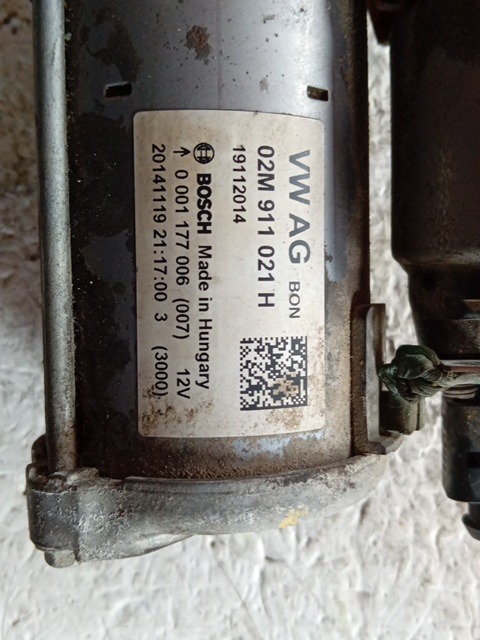 VW AG BON
02M 911 021 H
19112014
BOSCH Made in Hungary
↑ 0 001 177 006 (007) 12V
20141119 21:17:00 3 (3000)